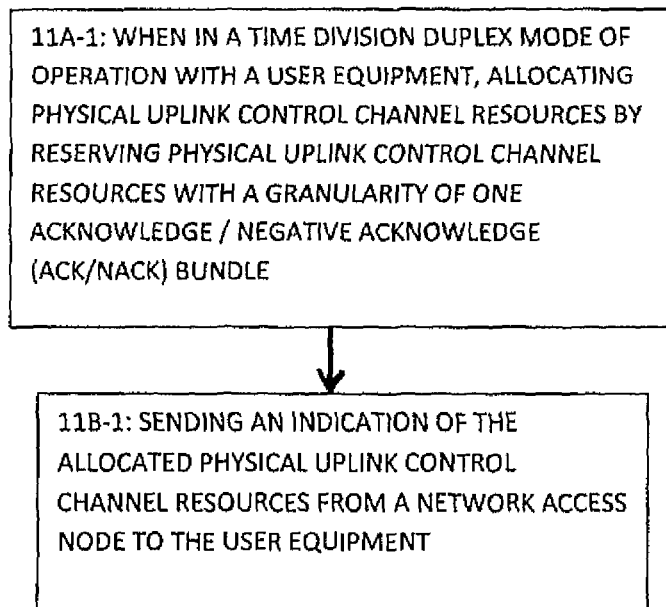 11A-1: WHEN IN A TIME DIVISION DUPLEX MODE OF
OPERATION WITH A USER EQUIPMENT, ALLOCATING
PHYSICAL UPLINK CONTROL CHANNEL RESOURCES BY
RESERVING PHYSICAL UPLINK CONTROL CHANNEL
RESOURCES WITH A GRANULARITY OF ONE
ACKNOWLEDGE / NEGATIVE ACKNOWLEDGE
(ACK/NACK) BUNDLE
11B-1: SENDING AN INDICATION OF THE
ALLOCATED PHYSICAL UPLINK CONTROL
CHANNEL RESOURCES FROM A NETWORK ACCESS
NODE TO THE USER EQUIPMENT